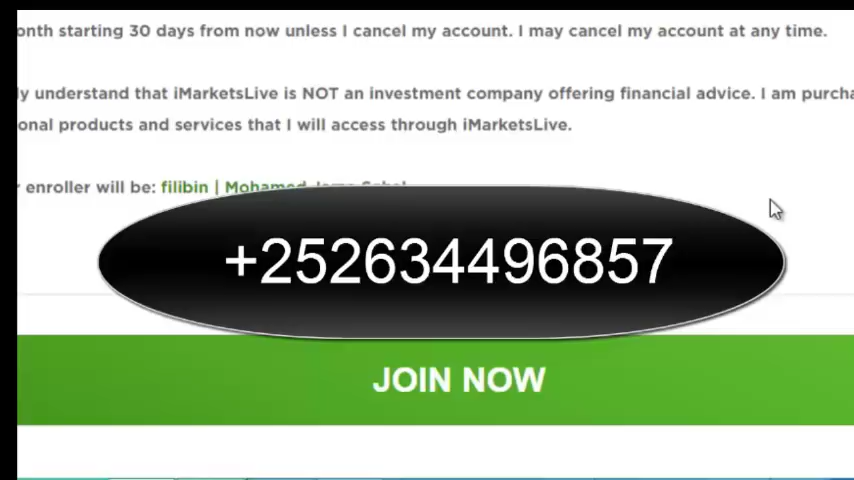 onth starting 30 days from now unless I cancel my account. I may cancel my account at any time.
ly understand that iMarketsLive is NOT an investment company offering financial advice. I am purcha
onal products and services that I will access through iMarketsLive.
r enroller will be: filibin | Mohamed
+252634496857
JOIN NOW